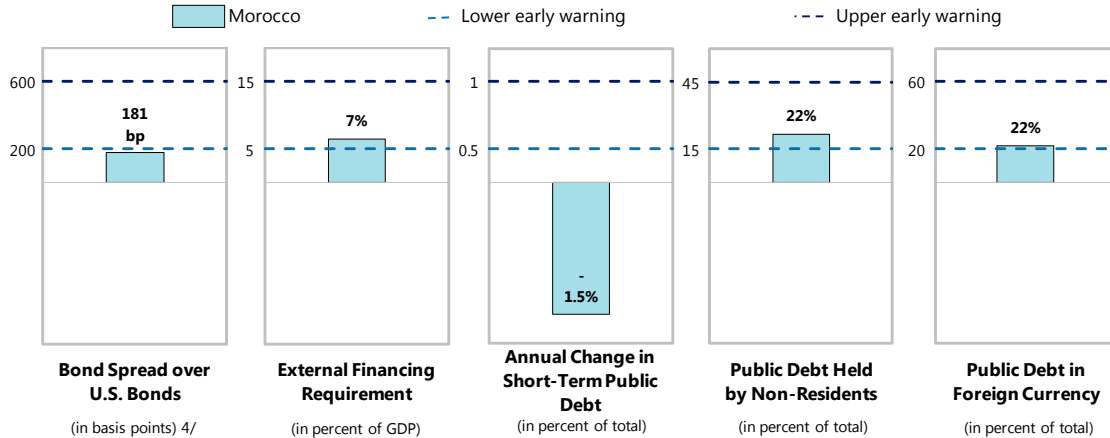 Morocco Lower early warning Upper early warning
600
200
181
bp
Bond Spread over
U.S. Bonds
(in basis points) 4/
15
5
7%
External Financing
Requirement
(in percent of GDP)
1
0.5
-
1.5%
Annual Change in
Short-Term Public
Debt
(in percent of total)
45
15
22%
Public Debt Held
by Non-Residents
(in percent of total)
60
20
22%
Public Debt in
Foreign Currency
(in percent of total)